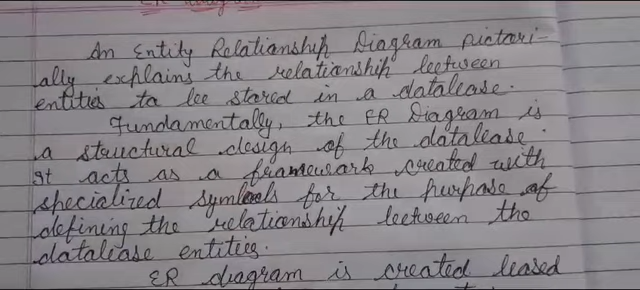 ER Diagram
An Entity Relationship Diagram pictori-
ally explains the relationship between
entities to be stored in a database.
Fundamentally, the ER Diagram is
a structural design of the database.
It acts as a framework created with
specialized symbols for the purpose of
defining the relationship between the
database entities.
ER diagram is created based